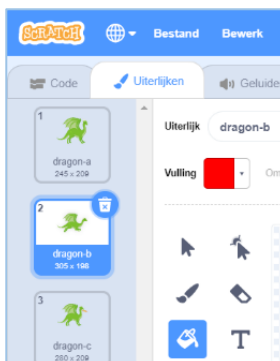 SCRATCH
Bestand Bewerk
Code Uiterlijken Geluide
1
dragon-a
245 x 209
2
dragon-b
305 x 198
3
dragon-c
280 x 209
Uiterlijk dragon-b
Vulling Om
T